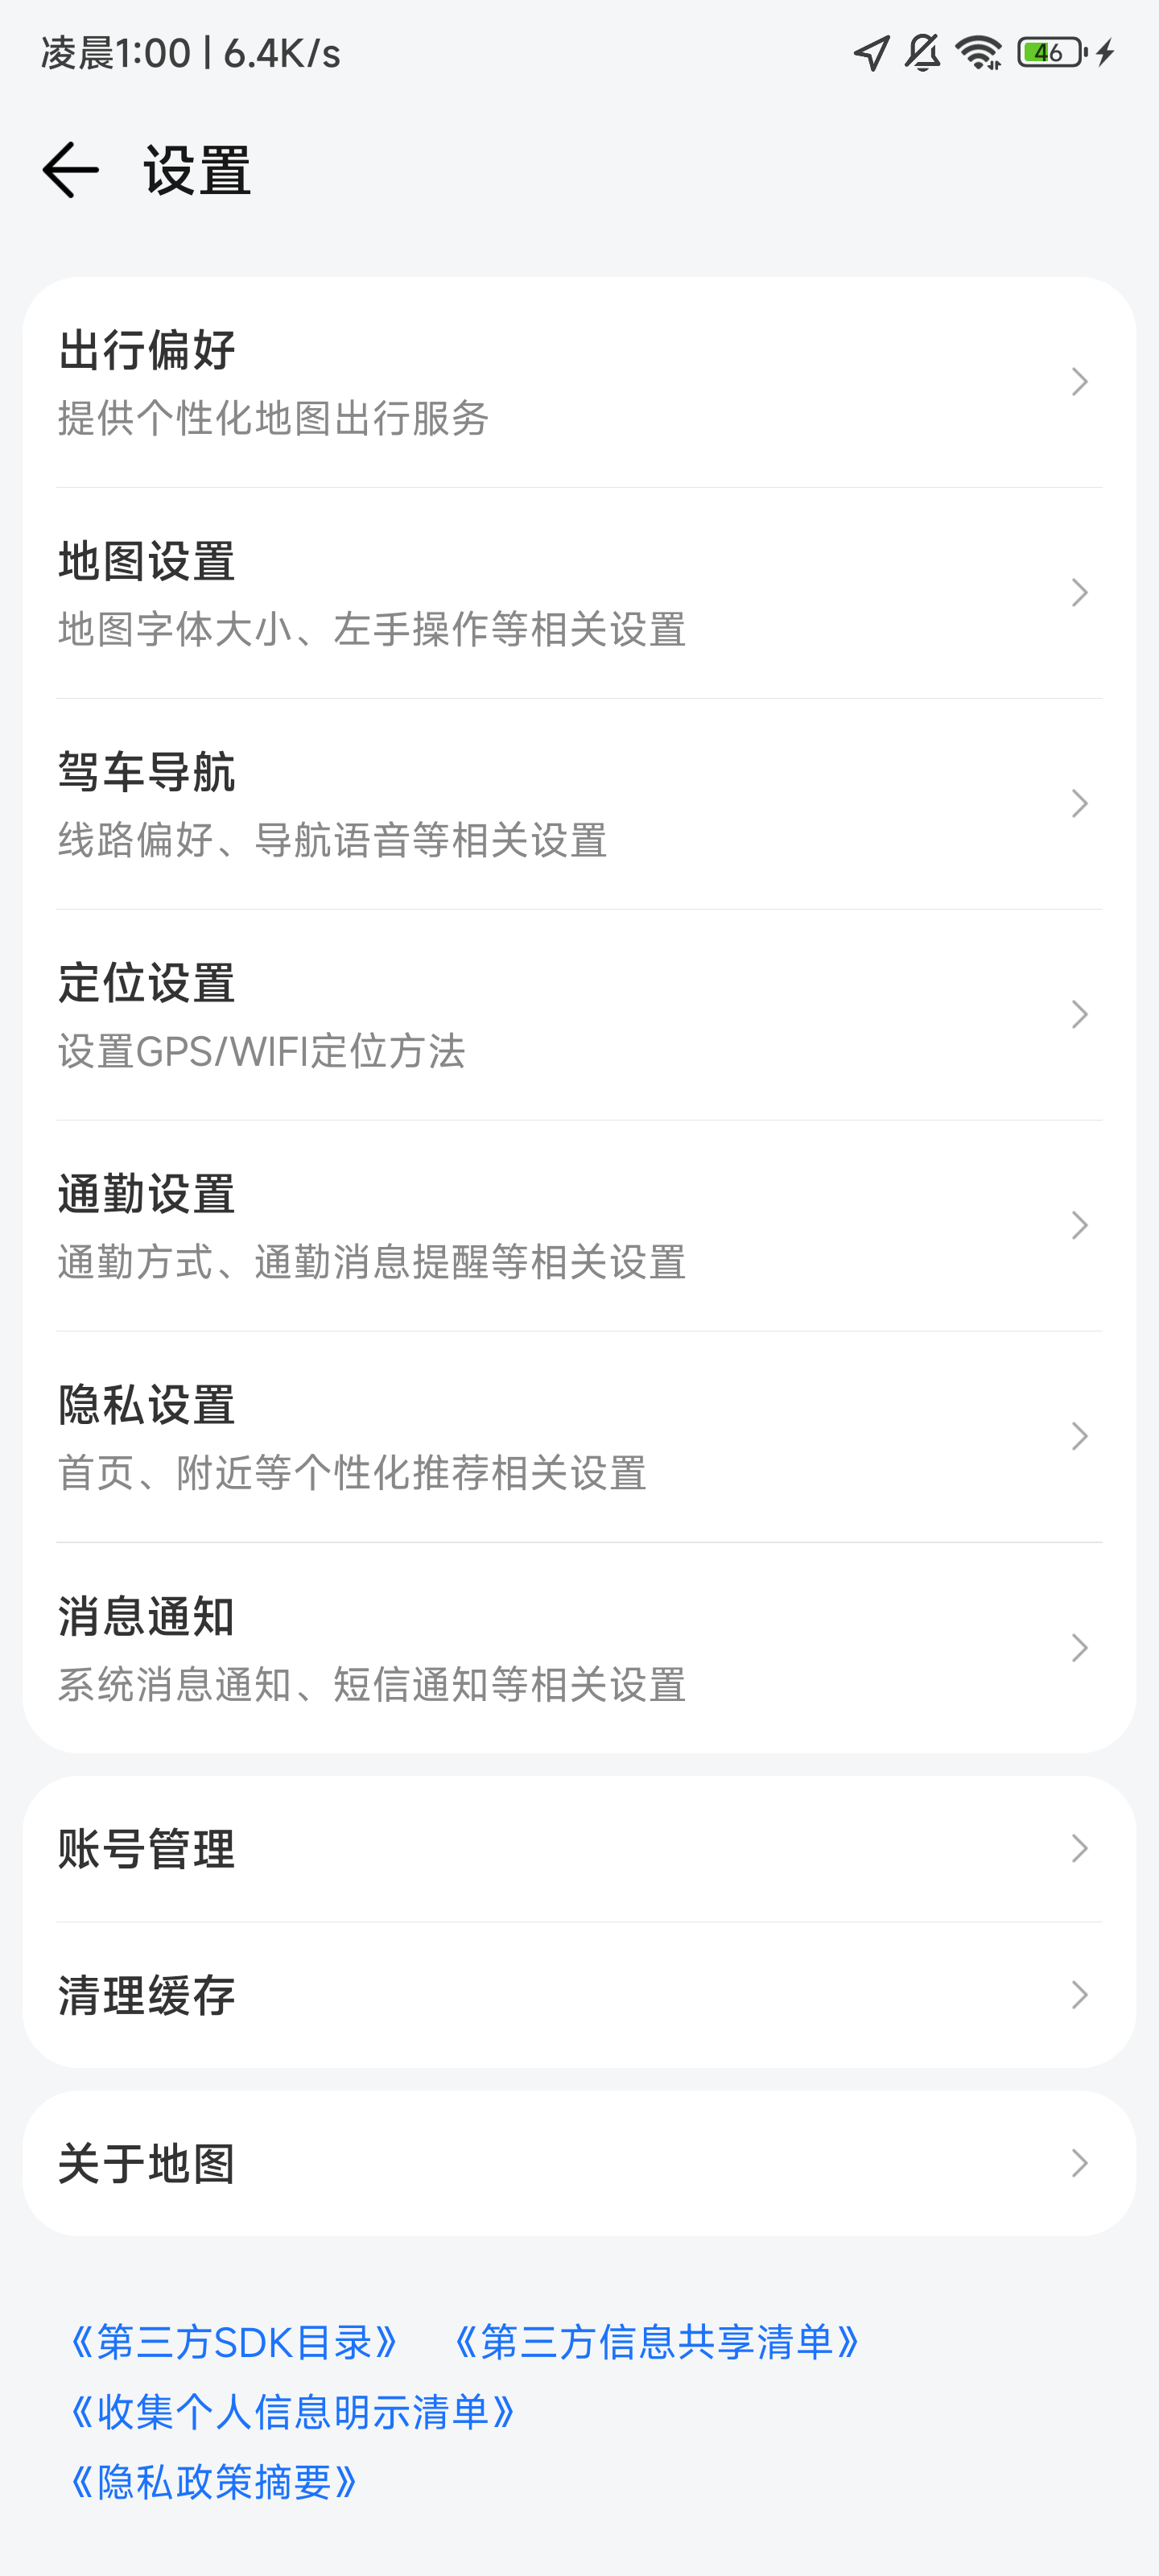 凌晨1:00 | 6.4K/s
46
设置
出行偏好
提供个性化地图出行服务
地图设置
地图字体大小、左手操作等相关设置
驾车导航
线路偏好、导航语音等相关设置
定位设置
设置GPS/WIFI定位方法
通勤设置
通勤方式、通勤消息提醒等相关设置
隐私设置
首页、附近等个性化推荐相关设置
消息通知
系统消息通知、短信通知等相关设置
账号管理
清理缓存
关于地图
《第三方SDK目录》 《第三方信息共享清单》
《收集个人信息明示清单》
《隐私政策摘要》